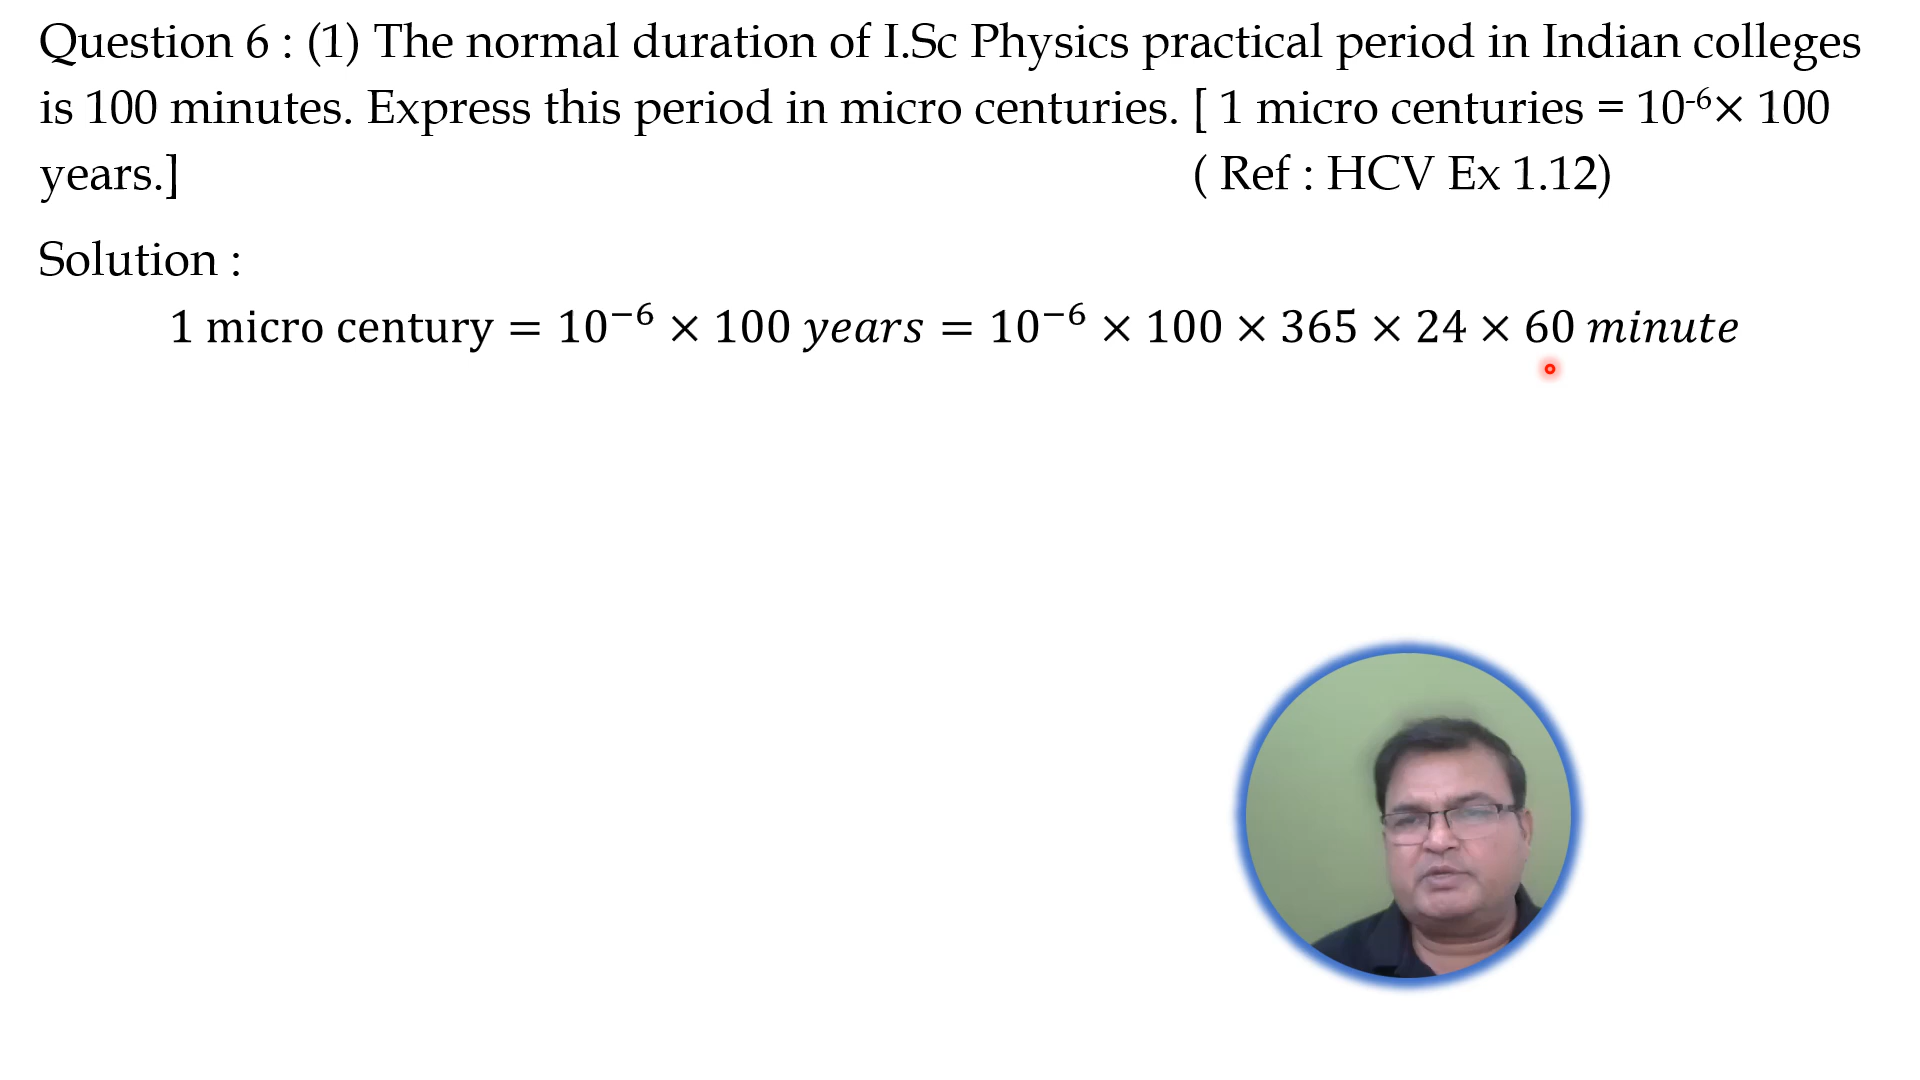 Question 6 : (1) The normal duration of I.Sc Physics practical period in Indian colleges
is 100 minutes. Express this period in micro centuries. [ 1 micro centuries = 10⁻⁶× 100
years.] ( Ref : HCV Ex 1.12)
Solution :
1 micro century = 10⁻⁶ × 100 years = 10⁻⁶ × 100 × 365 × 24 × 60 minute